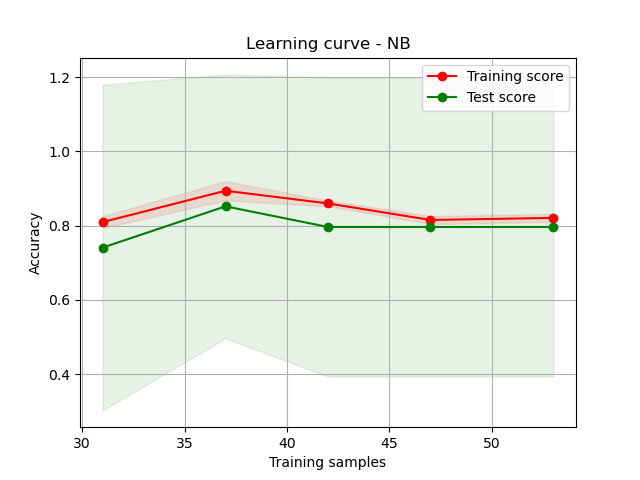 Learning curve - NB
Training score
Test score
1.2
1.0
0.8
0.6
0.4
Accuracy
30 35 40 45 50
Training samples